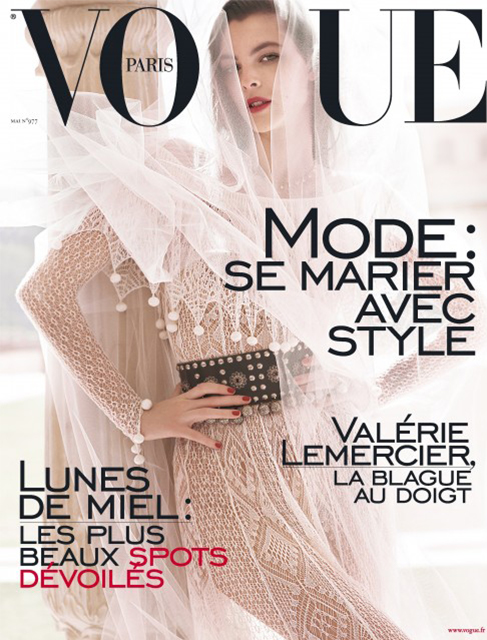 ®
VOGUE
PARIS
MAI N°977
MODE:
SE MARIER
AVEC
STYLE
VALÉRIE
LEMERCIER,
LA BLAGUE
AU DOIGT
LUNES
DE MIEL:
LES PLUS
BEAUX SPOTS
DÉVOILÉS
www.vogue.fr